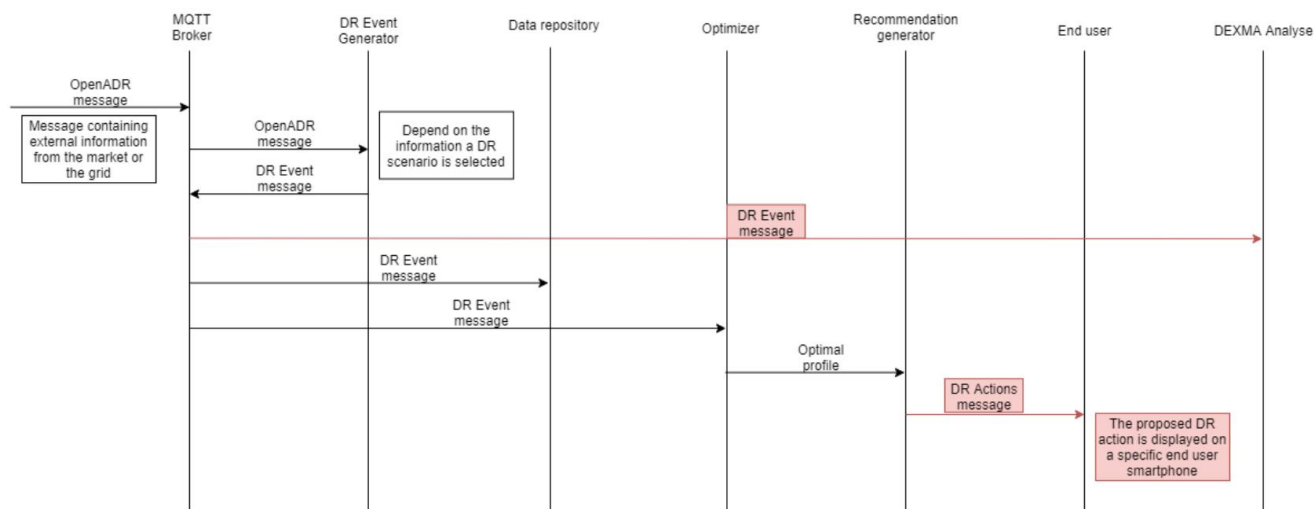 MQTT
Broker
DR Event
Generator
Data repository
Optimizer
Recommendation
generator
End user
DEXMA Analyse
OpenADR
message
Message containing
external information
from the market or
the grid
OpenADR
message
Depend on the
information a DR
scenario is selected
DR Event
message
DR Event
message
DR Event
message
DR Event
message
Optimal
profile
DR Actions
message
The proposed DR
action is displayed on
a specific end user
smartphone